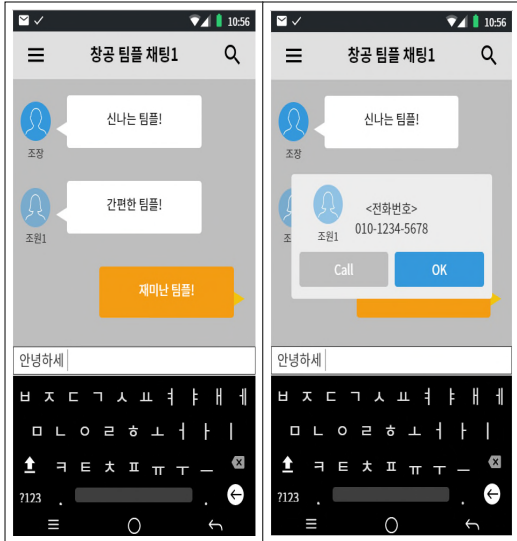 10:56
창공 팀플 채팅1
신나는 팀플!
조장
간편한 팀플!
조원1
재미난 팀플!
안녕하세
ㅂ ㅈ ㄷ ㄱ ㅅ ㅛ ㅕ ㅑ ㅐ ㅔ
ㅁ ㄴ ㅇ ㄹ ㅎ ㅗ ㅓ ㅏ ㅣ
ㅋ ㅌ ㅊ ㅍ ㅠ ㅜ ㅡ
?123 . .
10:56
창공 팀플 채팅1
신나는 팀플!
조장
<전화번호>
010-1234-5678
조원1
Call OK
안녕하세
ㅂ ㅈ ㄷ ㄱ ㅅ ㅛ ㅕ ㅑ ㅐ ㅔ
ㅁ ㄴ ㅇ ㄹ ㅎ ㅗ ㅓ ㅏ ㅣ
ㅋ ㅌ ㅊ ㅍ ㅠ ㅜ ㅡ
?123 . .